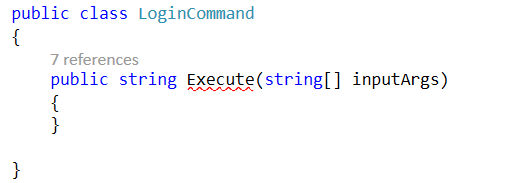 public class LoginCommand
{
7 references
public string Execute(string[] inputArgs)
{
}
}